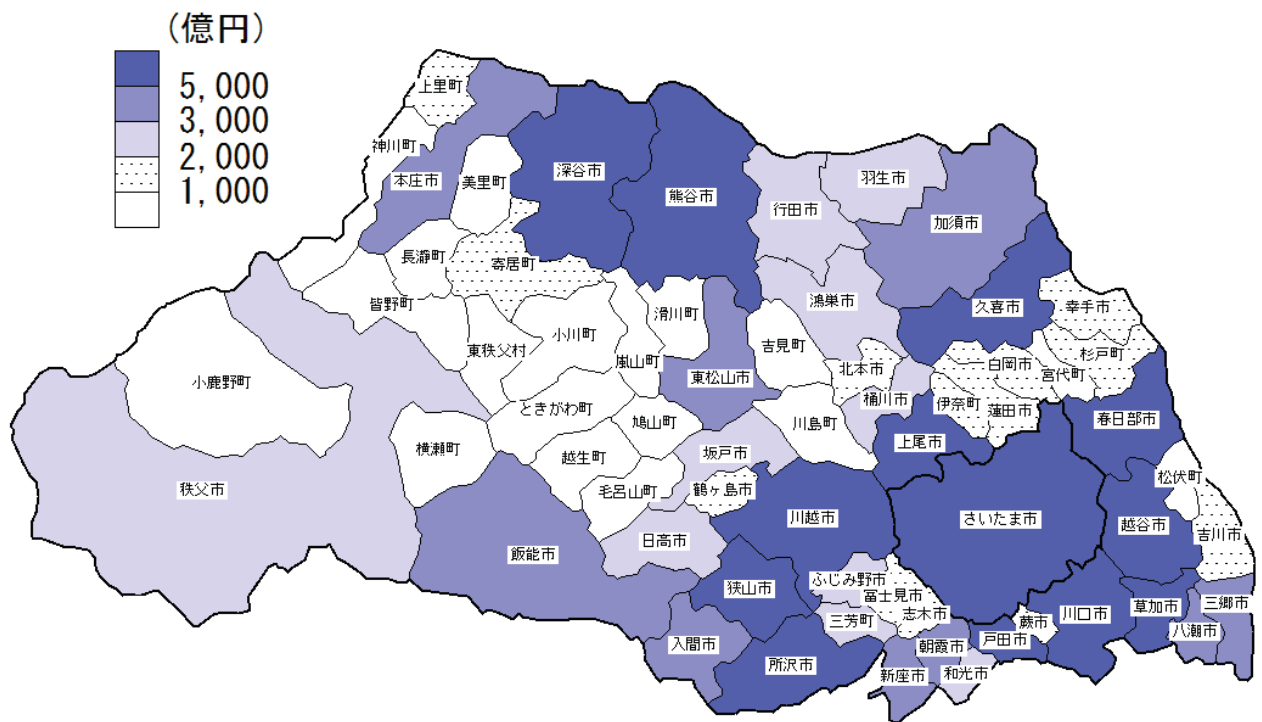 (億円)
5,000
3,000
2,000
1,000
上里町
神川町
本庄市
美里町
深谷市
熊谷市
行田市
羽生市
加須市
長瀞町
寄居町
皆野町
東秩父村
小川町
嵐山町
滑川町
東松山市
吉見町
鴻巣市
久喜市
幸手市
杉戸町
白岡市
宮代町
北本市
桶川市
伊奈町
蓮田市
小鹿野町
ときがわ町
鳩山町
川島町
上尾市
春日部市
横瀬町
越生町
坂戸市
秩父市
毛呂山町
鶴ヶ島市
川越市
さいたま市
松伏町
越谷市
吉川市
飯能市
日高市
狭山市
ふじみ野市
富士見市
志木市
三芳町
入間市
所沢市
新座市
朝霞市
和光市
戸田市
蕨市
川口市
草加市
八潮市
三郷市